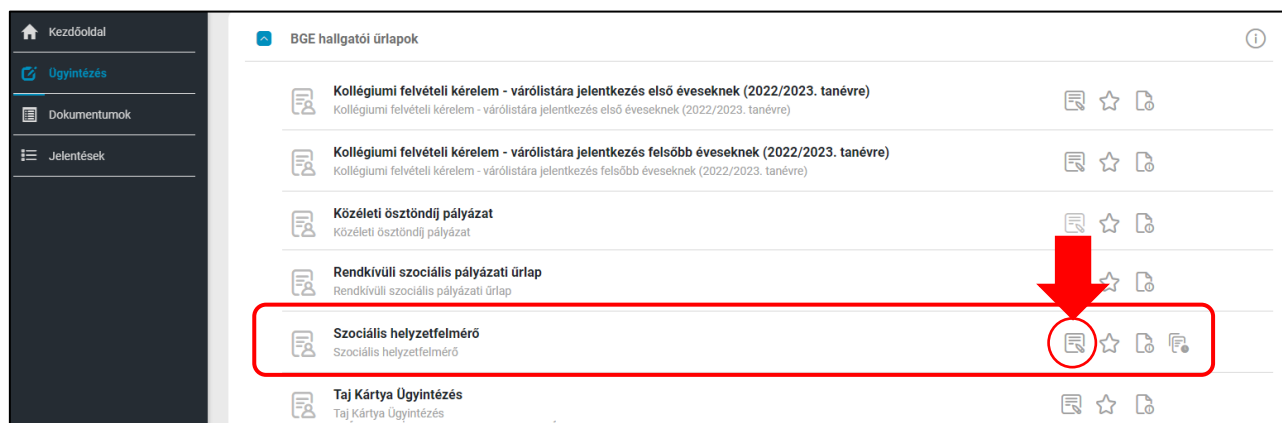 Kezdőoldal
Ügyintézés
Dokumentumok
Jelentések
BGE hallgatói űrlapok
Kollégiumi felvételi kérelem - várólistára jelentkezés első éveseknek (2022/2023. tanévre)
Kollégiumi felvételi kérelem - várólistára jelentkezés első éveseknek (2022/2023. tanévre)
Kollégiumi felvételi kérelem - várólistára jelentkezés felsőbb éveseknek (2022/2023. tanévre)
Kollégiumi felvételi kérelem - várólistára jelentkezés felsőbb éveseknek (2022/2023. tanévre)
Közéleti ösztöndíj pályázat
Közéleti ösztöndíj pályázat
Rendkívüli szociális pályázati űrlap
Rendkívüli szociális pályázati űrlap
Szociális helyzetfelmérő
Szociális helyzetfelmérő
Taj Kártya Ügyintézés
Taj Kártya Ügyintézés